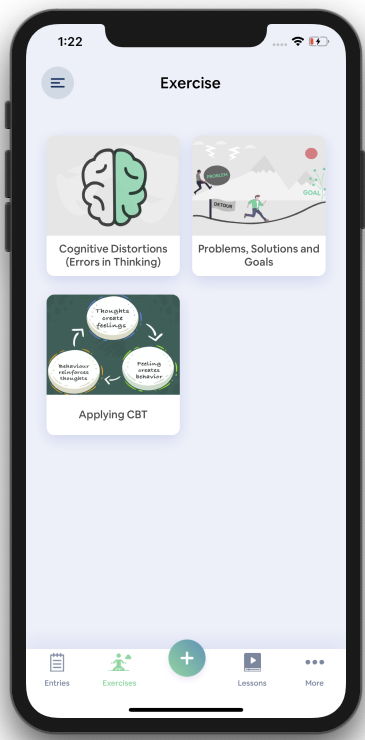 1:22
Exercise
PROBLEM
GOAL
DETOUR
Cognitive Distortions
(Errors in Thinking)
Problems, Solutions and
Goals
Thoughts
create
feelings
Behaviour
reinforces
thoughts
Feeling
creates
behavior
Applying CBT
Entries
Exercises
+
Lessons
More